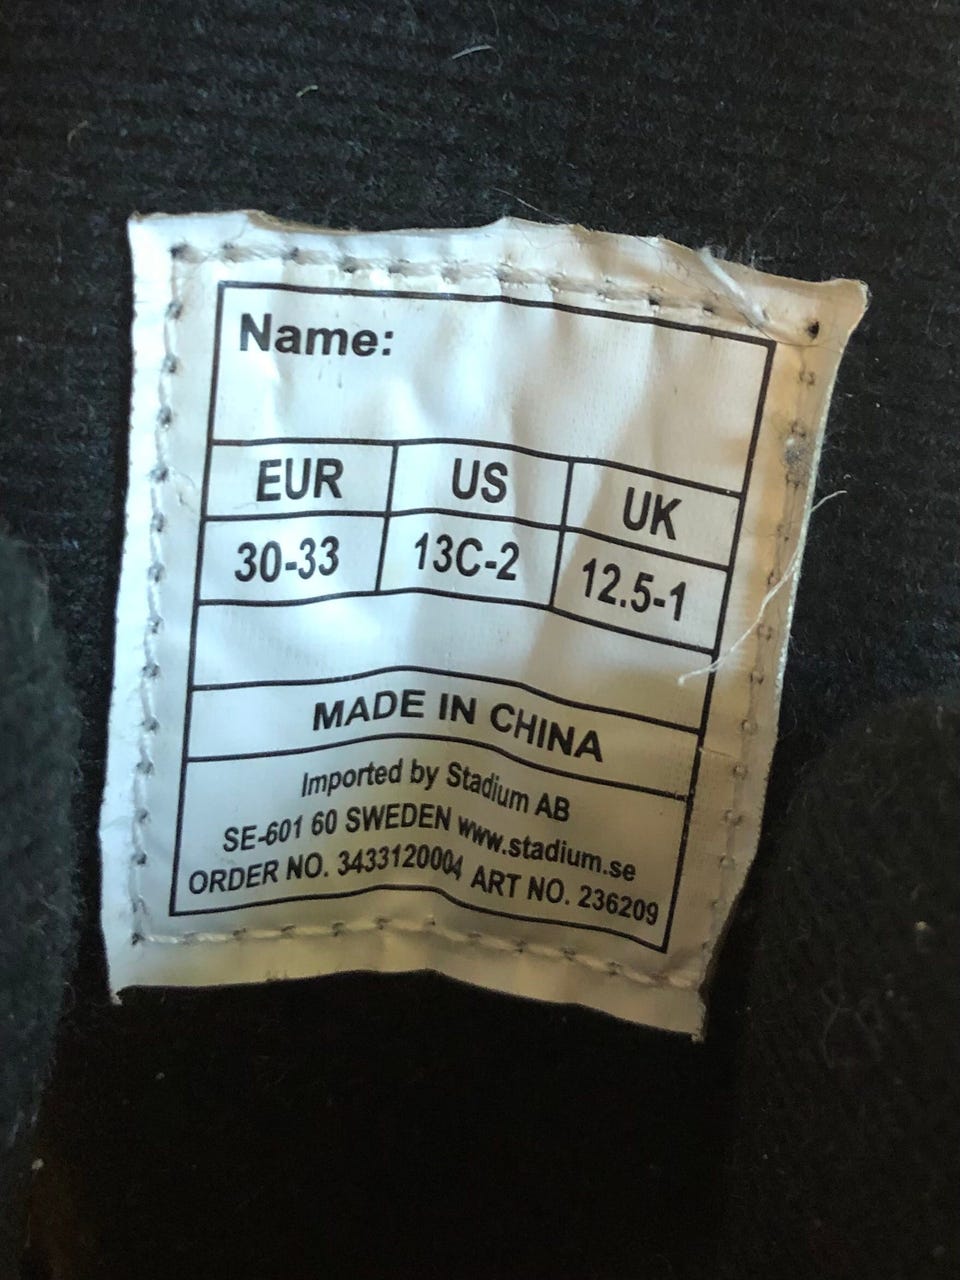 Name:
EUR US UK
30-33 13C-2 12.5-1
MADE IN CHINA
Imported by Stadium AB
SE-601 60 SWEDEN www.stadium.se
ORDER NO. 3433120004 ART NO. 236209